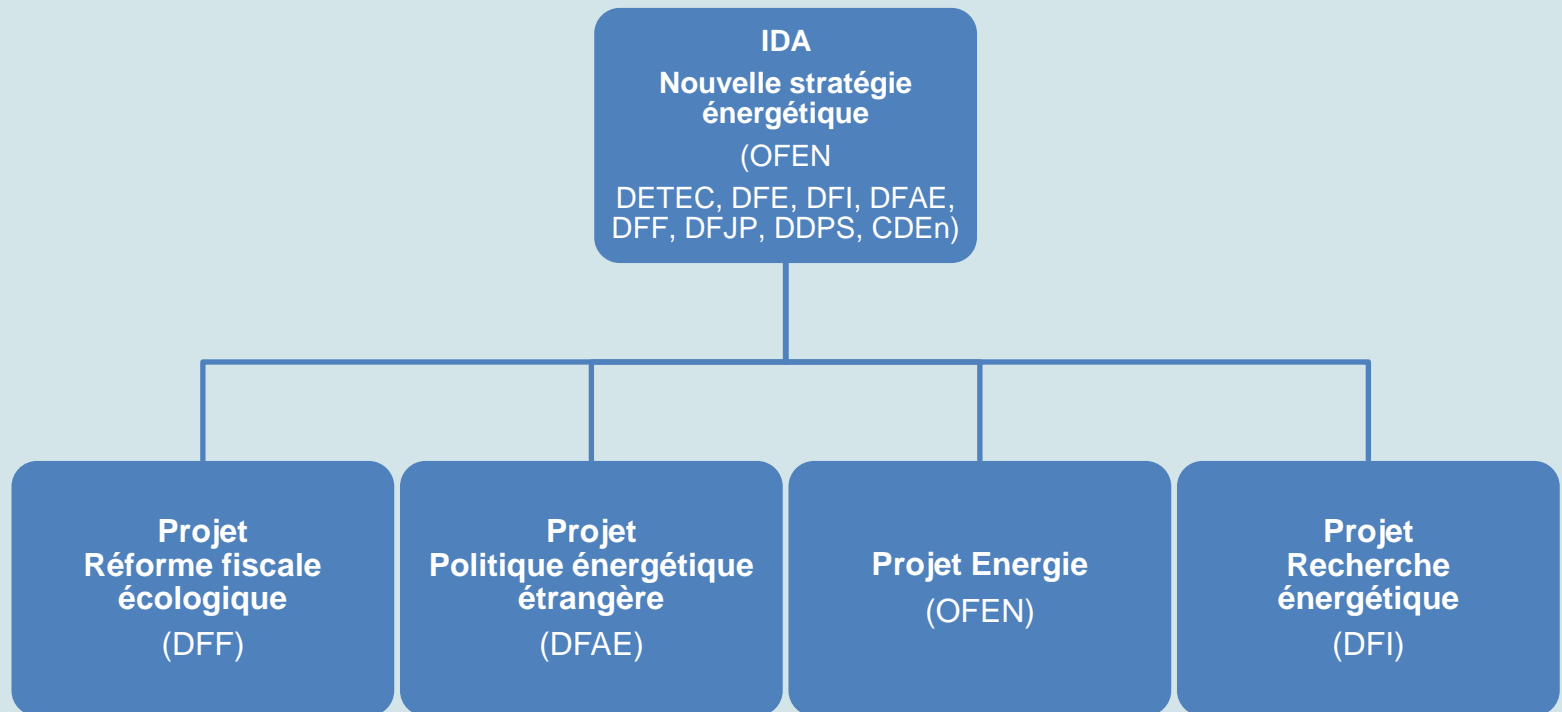 IDA
Nouvelle stratégie
énergétique
(OFEN
DETEC, DFE, DFI, DFAE,
DFF, DFJP, DDPS, CDEn)
Projet
Réforme fiscale
écologique
(DFF)
Projet
Politique énergétique
étrangère
(DFAE)
Projet Energie
(OFEN)
Projet
Recherche
énergétique
(DFI)